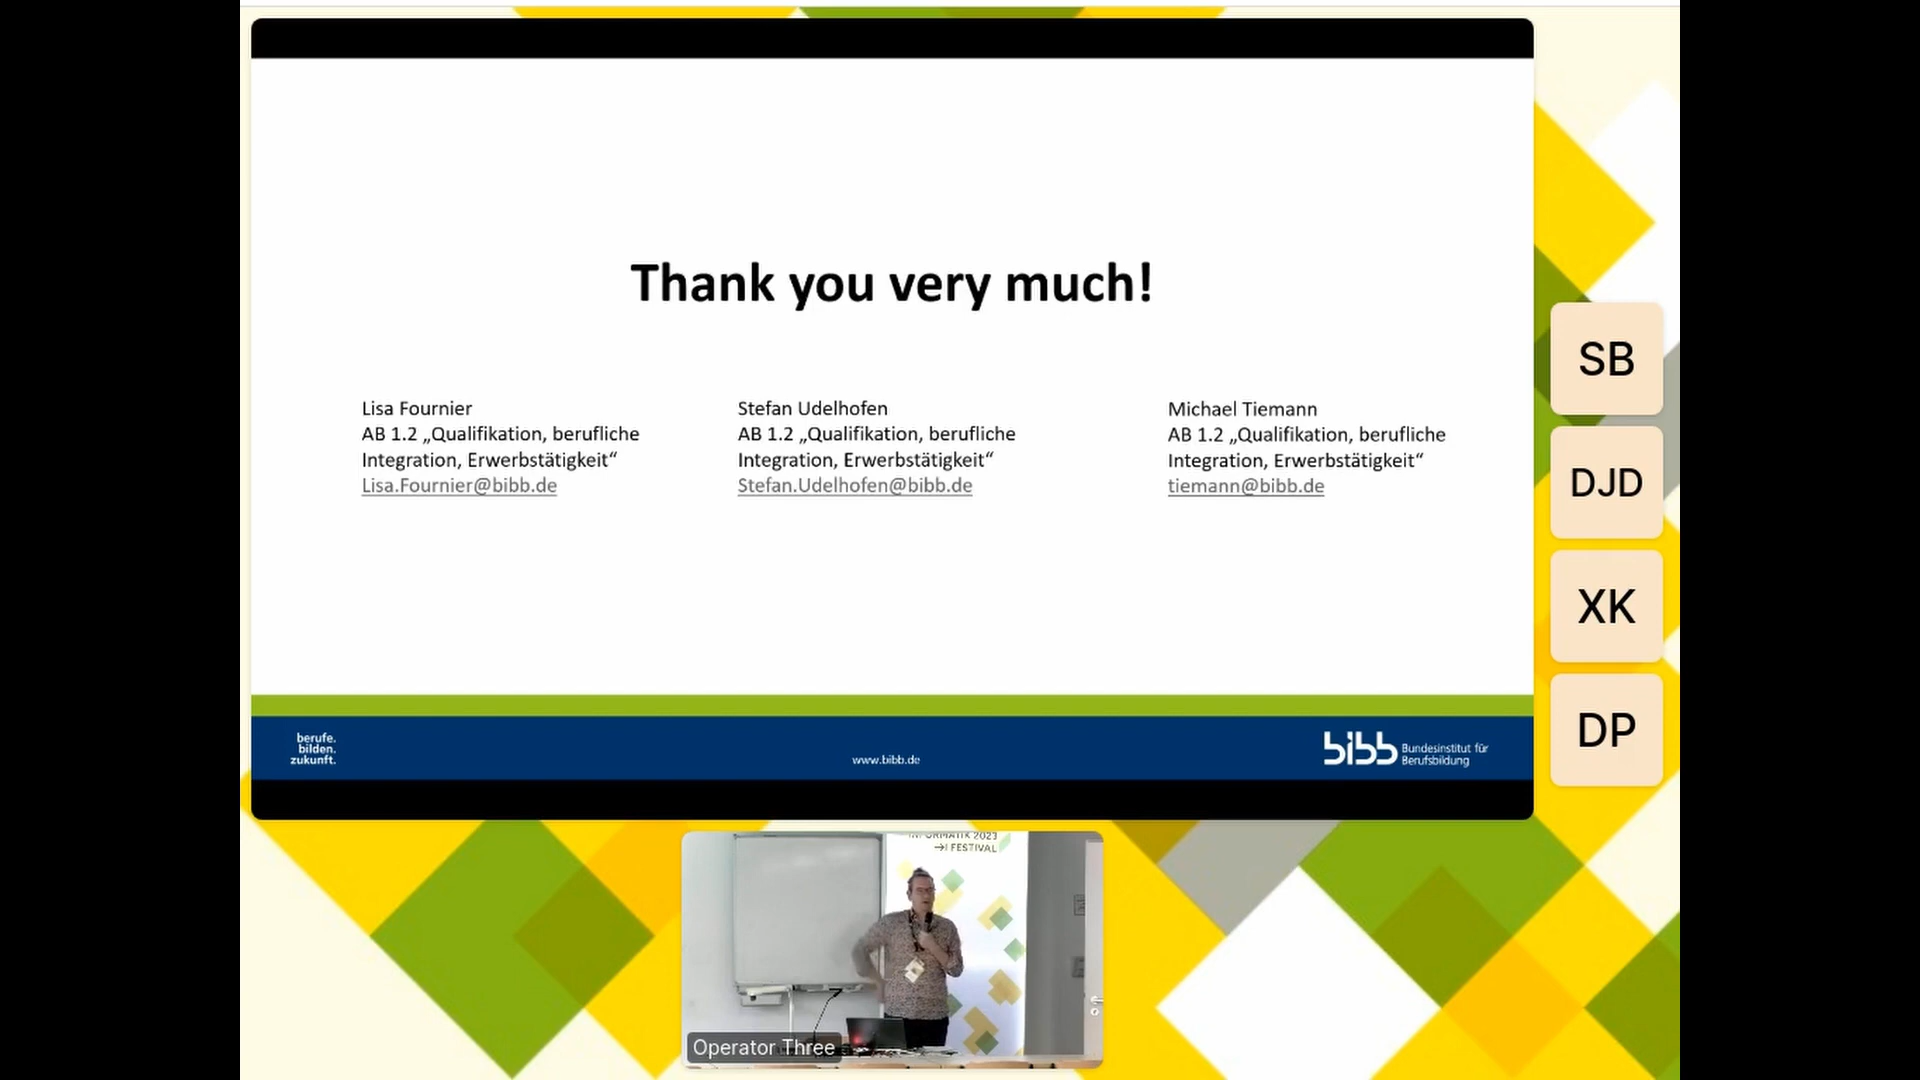 Thank you very much!
Lisa Fournier
AB 1.2 „Qualifikation, berufliche
Integration, Erwerbstätigkeit“
Lisa.Fournier@bibb.de
Stefan Udelhofen
AB 1.2 „Qualifikation, berufliche
Integration, Erwerbstätigkeit“
Stefan.Udelhofen@bibb.de
Michael Tiemann
AB 1.2 „Qualifikation, berufliche
Integration, Erwerbstätigkeit“
tiemann@bibb.de
berufe.
bilden.
zukunft.
www.bibb.de
bibb Bundesinstitut für
Berufsbildung
SB
DJD
XK
DP
INFORMATIK 2023
FESTIVAL
Operator Three